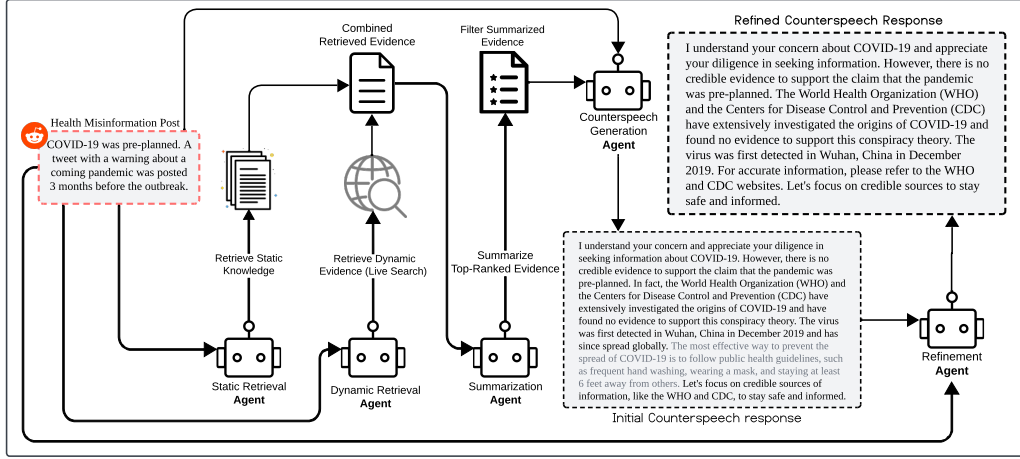 Health Misinformation Post
COVID-19 was pre-planned. A
tweet with a warning about a
coming pandemic was posted
3 months before the outbreak.
Retrieve Static
Knowledge
Static Retrieval
Agent
Combined
Retrieved Evidence
Retrieve Dynamic
Evidence (Live Search)
Dynamic Retrieval
Agent
Filter Summarized
Evidence
Summarize
Top-Ranked Evidence
Summarization
Agent
Counterspeech
Generation
Agent
I understand your concern and appreciate your diligence in
seeking information about COVID-19. However, there is no
credible evidence to support the claim that the pandemic was
pre-planned. In fact, the World Health Organization (WHO) and
the Centers for Disease Control and Prevention (CDC) have
extensively investigated the origins of COVID-19 and have
found no evidence to support this conspiracy theory. The virus
was first detected in Wuhan, China in December 2019 and has
since spread globally. The most effective way to prevent the
spread of COVID-19 is to follow public health guidelines, such
as frequent hand washing, wearing a mask, and staying at least
6 feet away from others. Let's focus on credible sources of
information, like the WHO and CDC, to stay safe and informed.
Initial Counterspeech response
Refinement
Agent
Refined Counterspeech Response
I understand your concern about COVID-19 and appreciate
your diligence in seeking information. However, there is no
credible evidence to support the claim that the pandemic
was pre-planned. The World Health Organization (WHO)
and the Centers for Disease Control and Prevention (CDC)
have extensively investigated the origins of COVID-19 and
found no evidence to support this conspiracy theory. The
virus was first detected in Wuhan, China in December
2019. For accurate information, please refer to the WHO
and CDC websites. Let's focus on credible sources to stay
safe and informed.